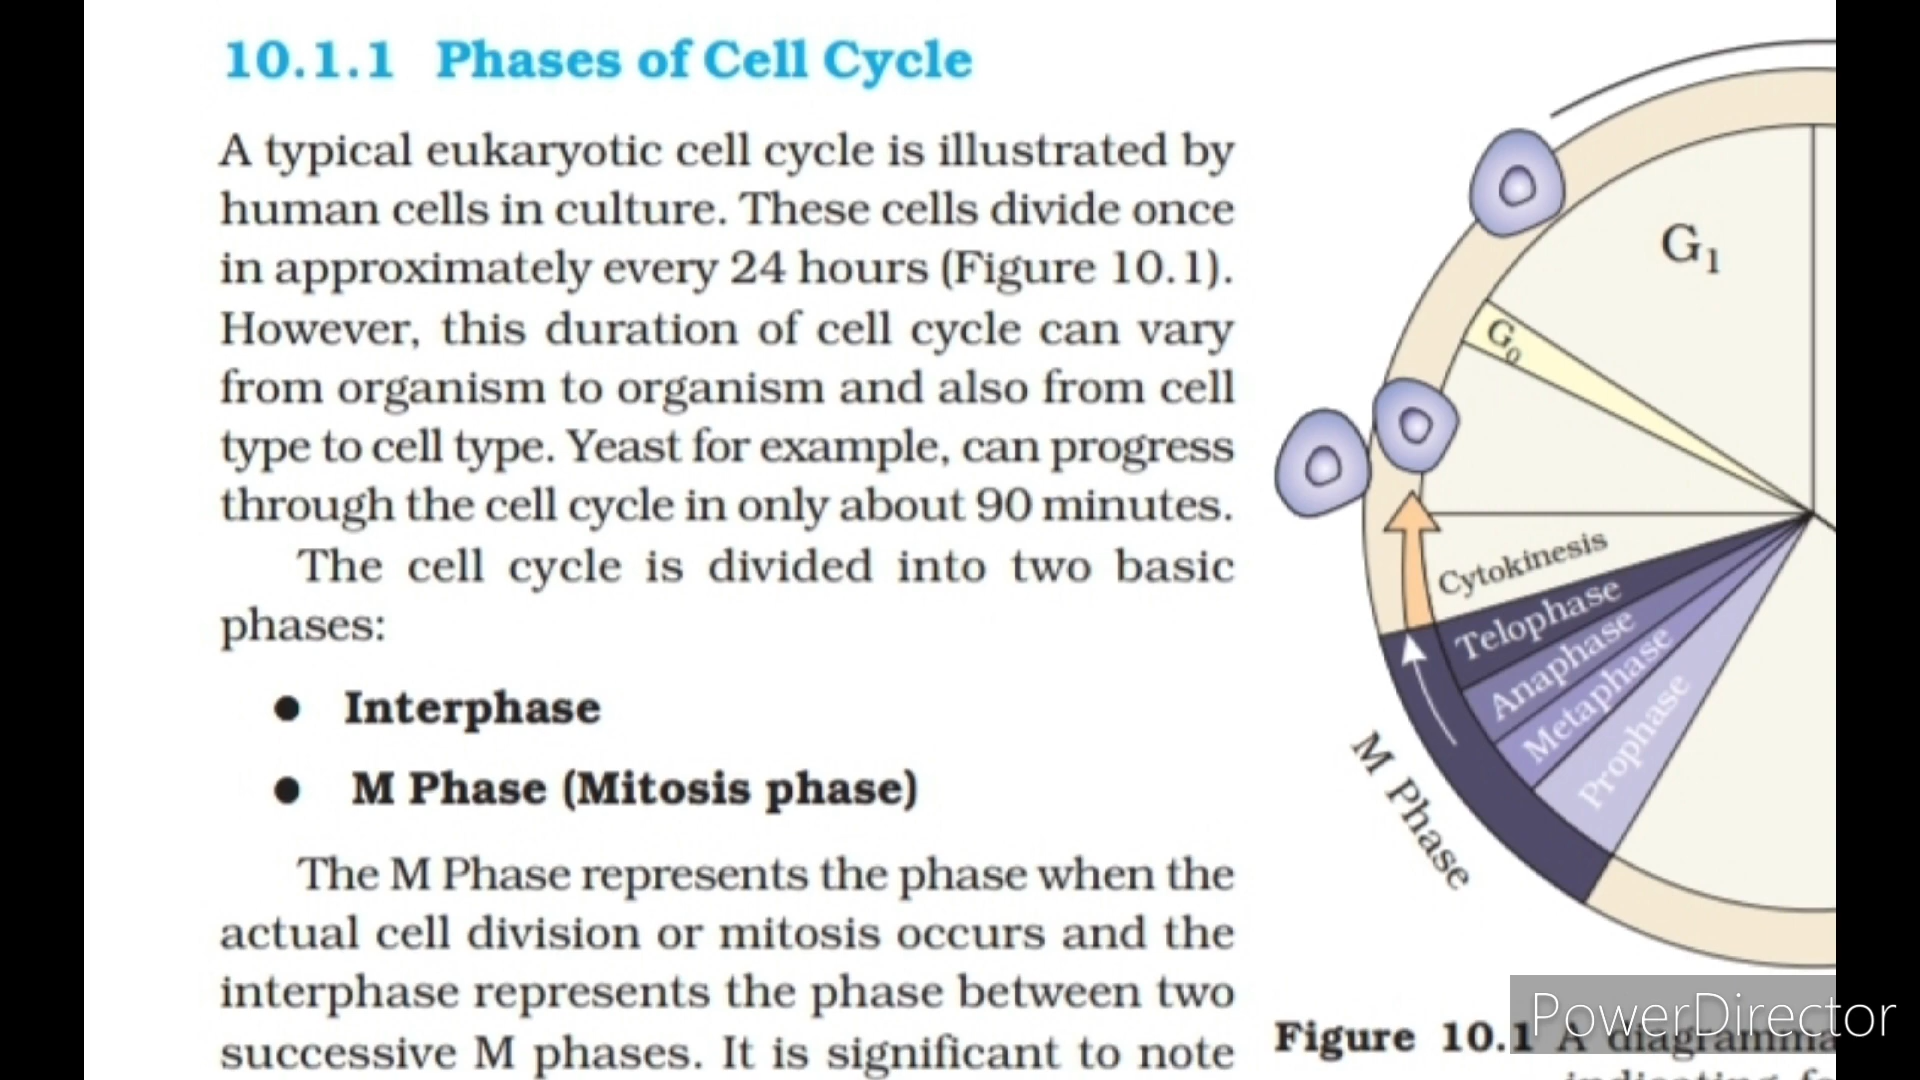 10.1.1 Phases of Cell Cycle
A typical eukaryotic cell cycle is illustrated by
human cells in culture. These cells divide once
in approximately every 24 hours (Figure 10.1).
However, this duration of cell cycle can vary
from organism to organism and also from cell
type to cell type. Yeast for example, can progress
through the cell cycle in only about 90 minutes.
The cell cycle is divided into two basic
phases:
● Interphase
● M Phase (Mitosis phase)
The M Phase represents the phase when the
actual cell division or mitosis occurs and the
interphase represents the phase between two
successive M phases. It is significant to note
G₁
G₀
Cytokinesis
Telophase
Anaphase
Metaphase
Prophase
M Phase
Figure 10.1 A
PowerDirector